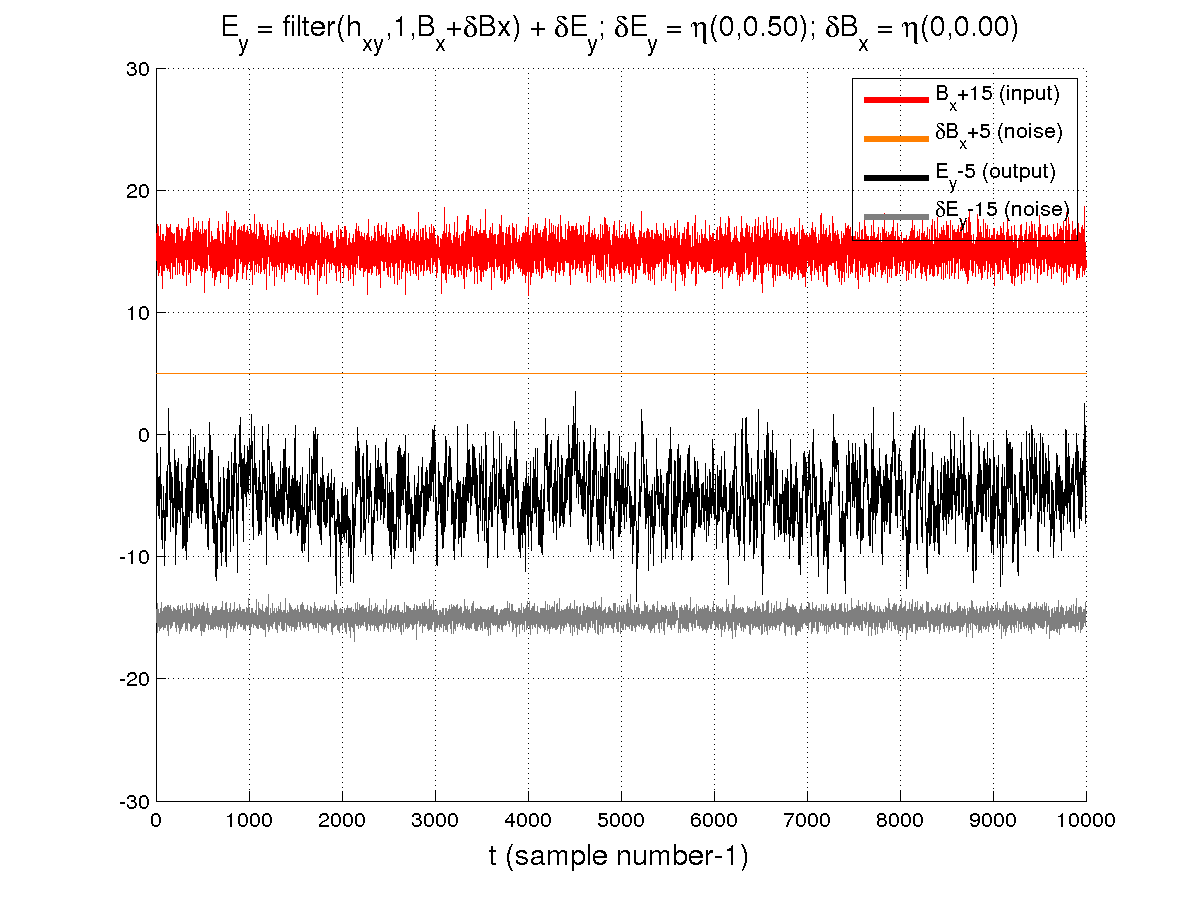 E_y = filter(h_xy,1,B_x+δBx) + δE_y; δE_y = η(0,0.50); δB_x = η(0,0.00)
30
20
10
0
-10
-20
-30
B_x+15 (input)
δB_x+5 (noise)
E_y-5 (output)
δE_y-15 (noise)
0 1000 2000 3000 4000 5000 6000 7000 8000 9000 10000
t (sample number-1)